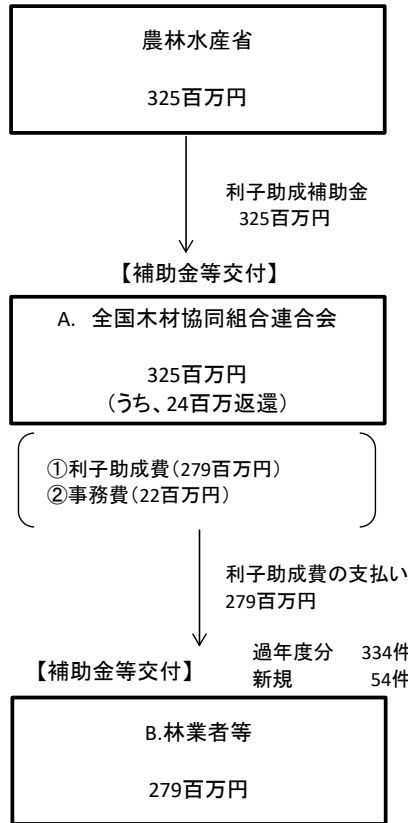 農林水産省
325百万円
利子助成補助金
325百万円
【補助金等交付】
A. 全国木材協同組合連合会
325百万円
(うち、24百万返還)
①利子助成費(279百万円)
②事務費(22百万円)
利子助成費の支払い
279百万円
過年度分 334件
【補助金等交付】 新規 54件
B.林業者等
279百万円